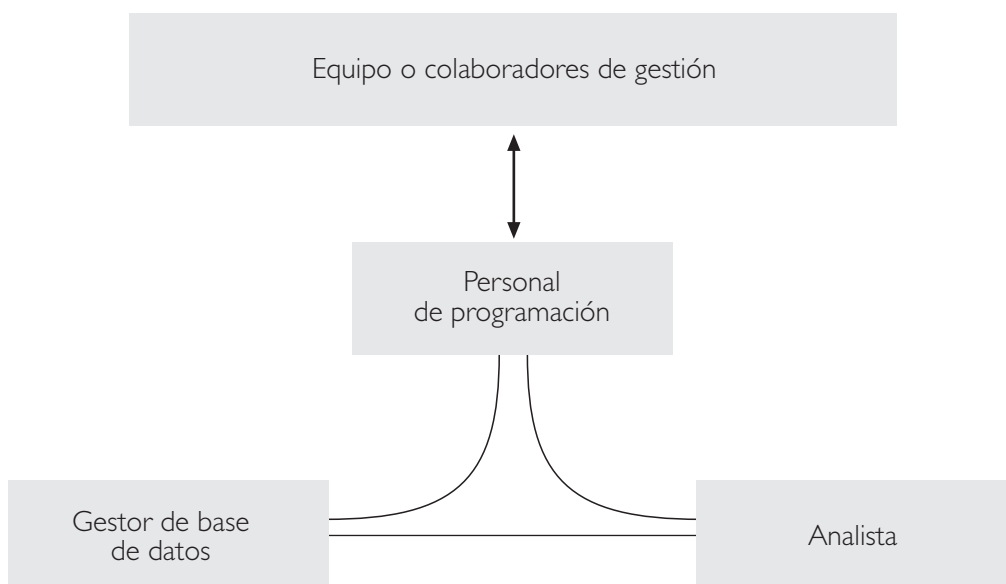 Equipo o colaboradores de gestión
Personal
de programación
Gestor de base
de datos
Analista